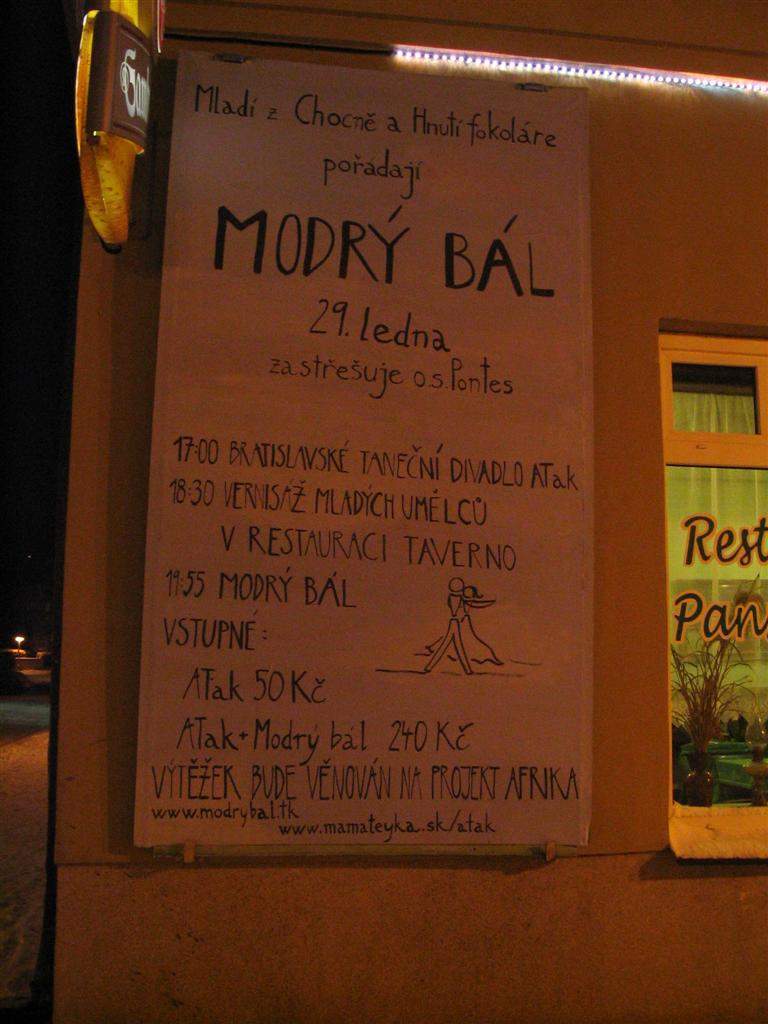 Mladí z Chocně a Hnutí fokoláre
pořádají
MODRÝ BÁL
29. ledna
zastřešuje o.s. Pontes
17:00 BRATISLAVSKÉ TANEČNÍ DIVADLO ATak
18:30 VERNISÁŽ MLADÝCH UMĚLCŮ
V RESTAURACI TAVERNO
19:55 MODRÝ BÁL
VSTUPNÉ:
ATak 50 Kč
ATak + Modrý bál 240 Kč
VÝTĚŽEK BUDE VĚNOVÁN NA PROJEKT AFRIKA
www.modrybal.tk
www.mamateyka.sk/atak
Rest
Pan